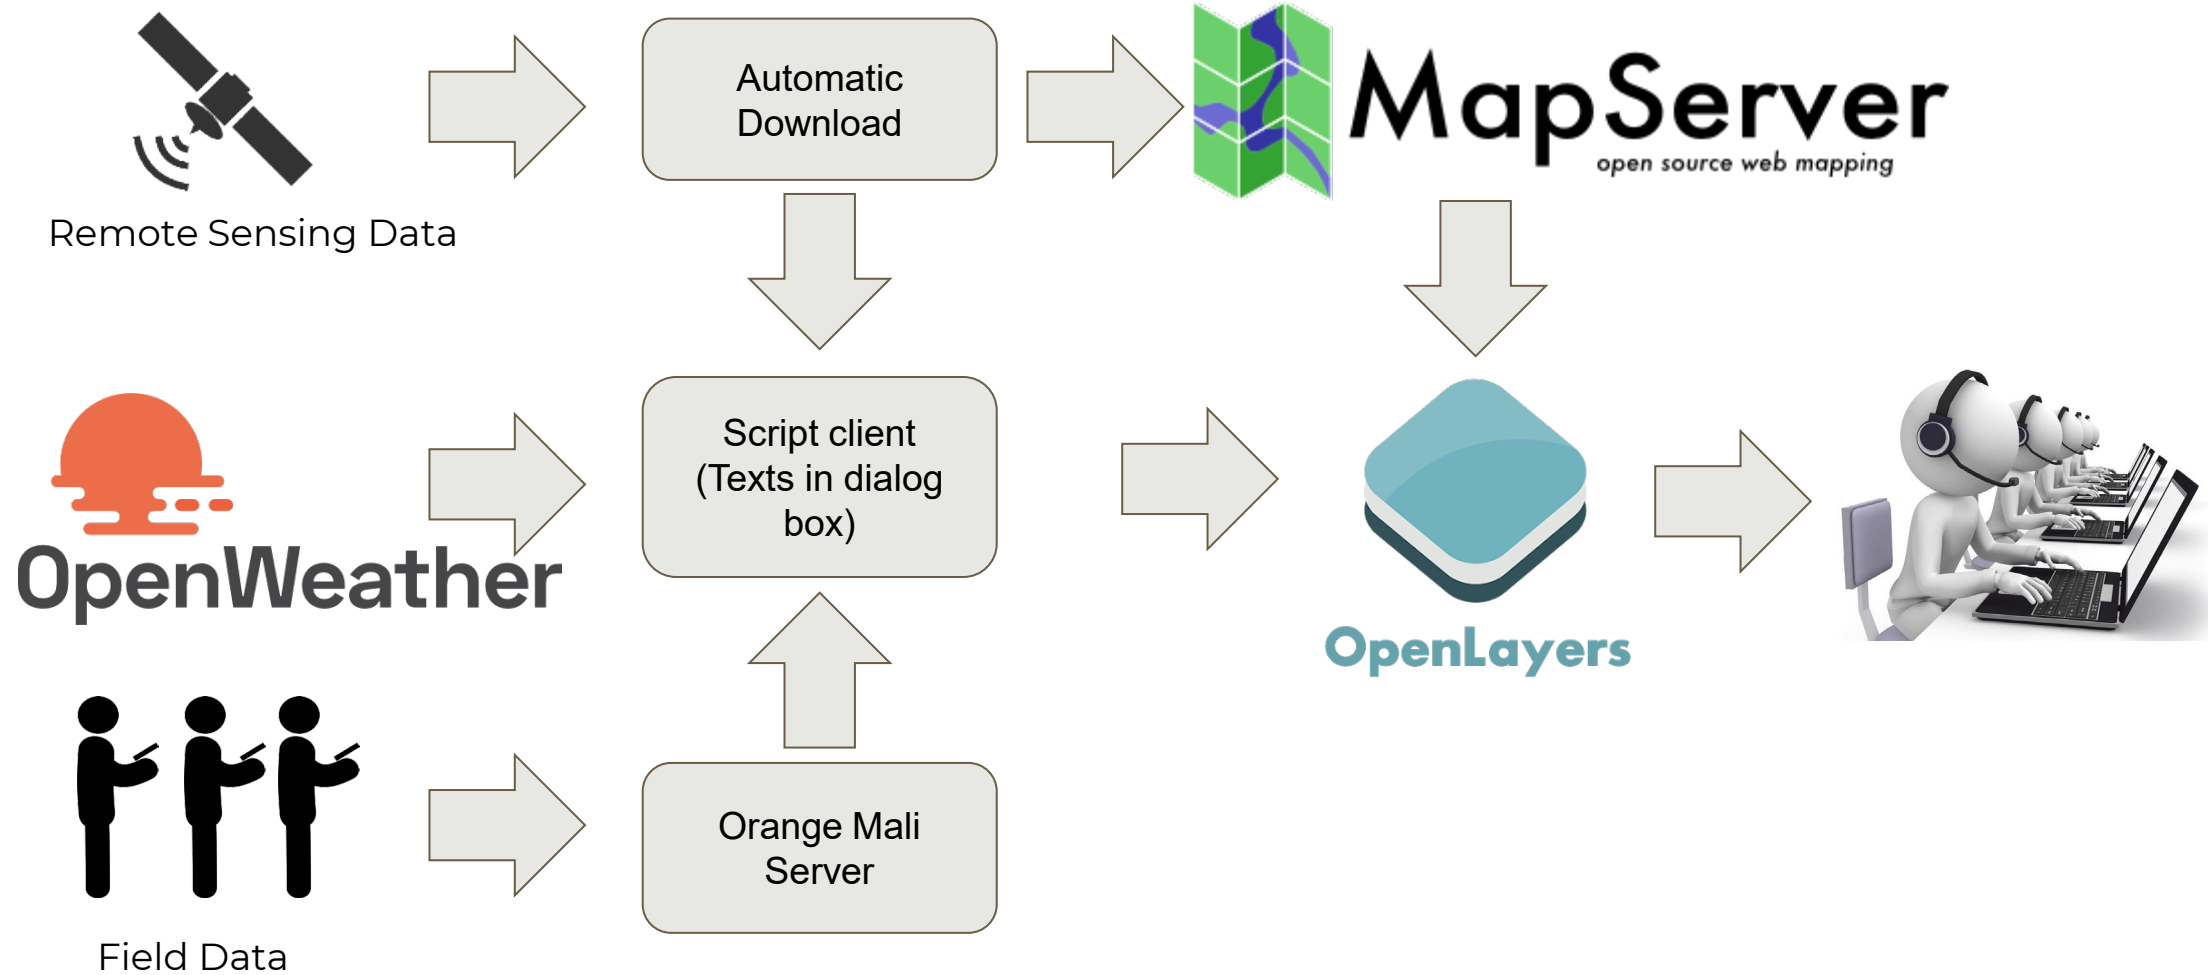 Automatic
Download
MapServer
open source web mapping
Remote Sensing Data
Script client
(Texts in dialog
box)
OpenWeather
OpenLayers
Orange Mali
Server
Field Data